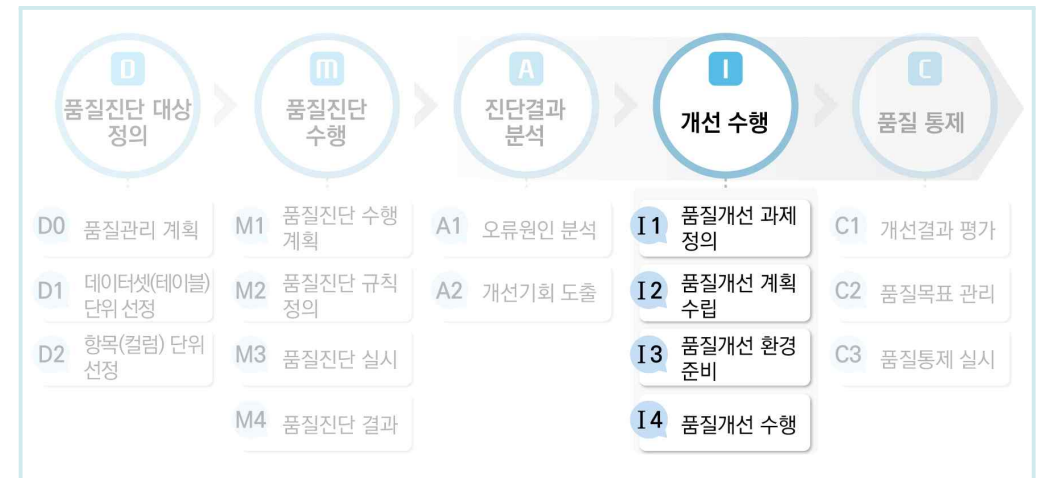 D
품질진단 대상
정의
M
품질진단
수행
A
진단결과
분석
I
개선 수행
C
품질 통제
D0 품질관리 계획
D1 데이터셋(테이블)
단위 선정
D2 항목(컬럼) 단위
선정
M1 품질진단 수행
계획
M2 품질진단 규칙
정의
M3 품질진단 실시
M4 품질진단 결과
A1 오류원인 분석
A2 개선기회 도출
I1 품질개선 과제
정의
I2 품질개선 계획
수립
I3 품질개선 환경
준비
I4 품질개선 수행
C1 개선결과 평가
C2 품질목표 관리
C3 품질통제 실시